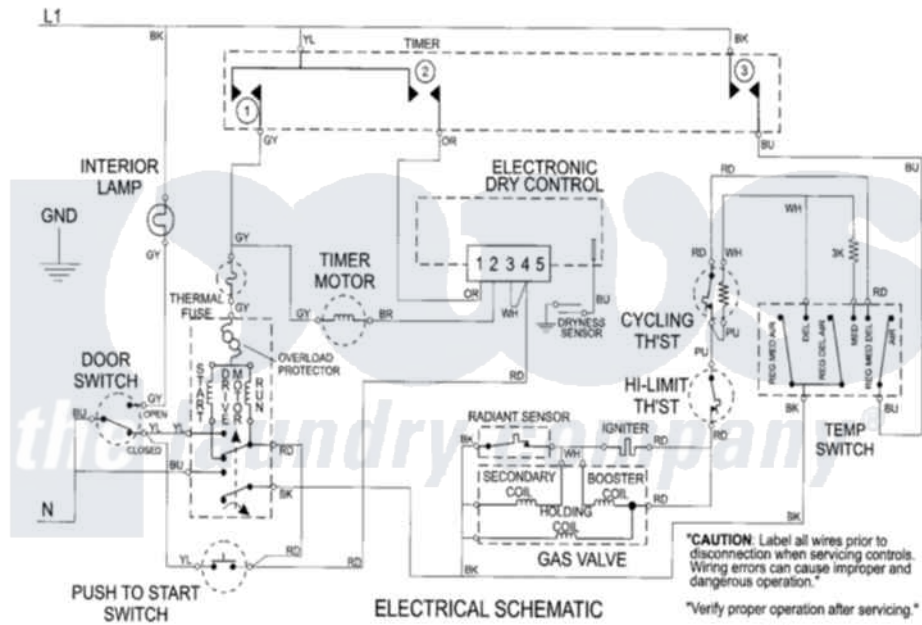 L1
BK
YL
TIMER
BK
1
2
3
GY
OR
BU
BU
INTERIOR
LAMP
GND
GY
GY
GY
THERMAL
FUSE
GY
OVERLOAD
PROTECTOR
TIMER
MOTOR
GY
BR
ELECTRONIC
DRY CONTROL
1 2 3 4 5
OR
WH
RD
BU
DRYNESS
SENSOR
RD
WH
RD
WH
3K
RD
CYCLING
TH'ST
PU
PU
HI-LIMIT
TH'ST
RD
REG MED AIR
DEL
REG DEL AIR
MED
REG MED DEL
AIR
BK
BU
TEMP
SWITCH
DOOR
SWITCH
BU
GY
OPEN
YL
YL
CLOSED
START
DRIVE
MOTOR
RUN
RD
BU
BK
N
YL
RD
RD
PUSH TO START
SWITCH
RADIANT SENSOR
BK
IGNITER
RD
WH
SECONDARY
COIL
BOOSTER
COIL
RD
HOLDING
COIL
GAS VALVE
BK
BK
ELECTRICAL SCHEMATIC
"CAUTION: Label all wires prior to
disconnection when servicing controls.
Wiring errors can cause improper and
dangerous operation."
"Verify proper operation after servicing."
the laundry company